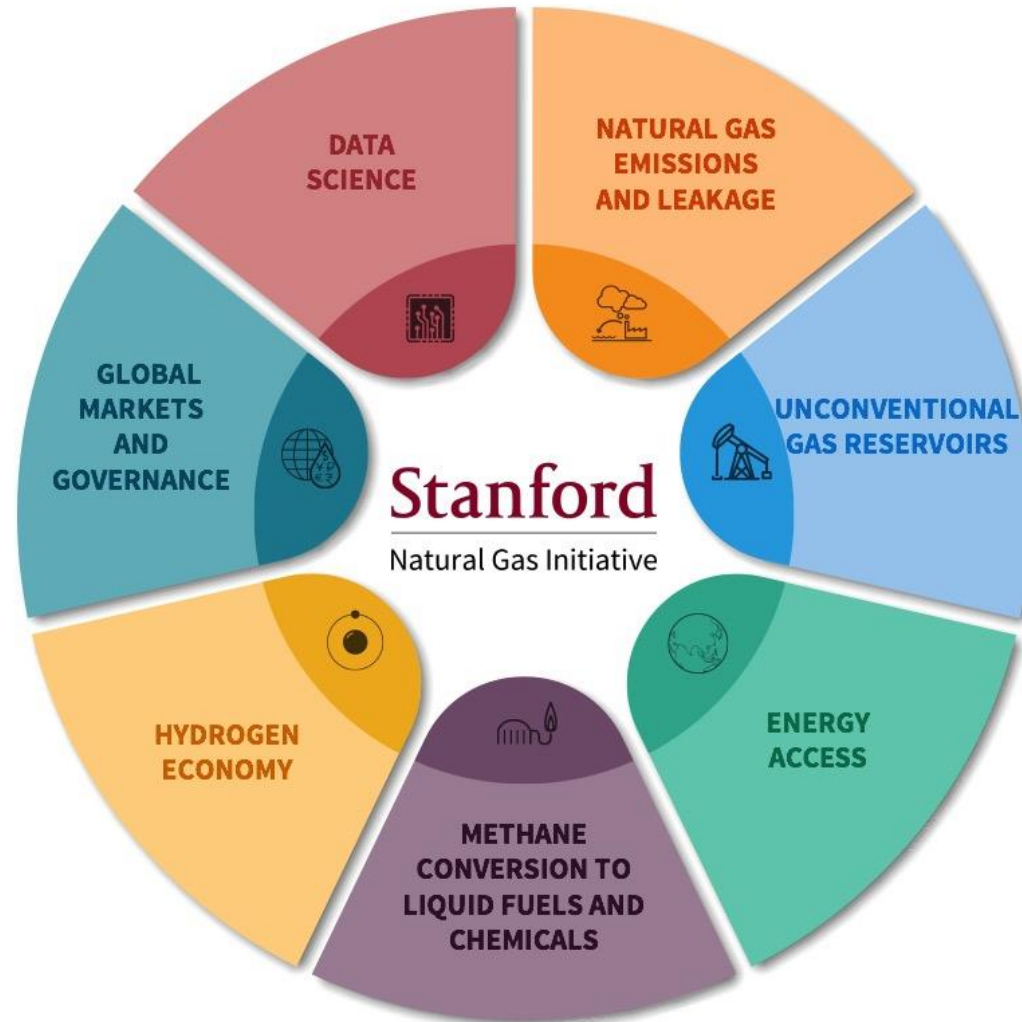 DATA
SCIENCE
NATURAL GAS
EMISSIONS
AND LEAKAGE
UNCONVENTIONAL
GAS RESERVOIRS
ENERGY
ACCESS
METHANE
CONVERSION TO
LIQUID FUELS AND
CHEMICALS
HYDROGEN
ECONOMY
GLOBAL
MARKETS
AND
GOVERNANCE
$
¥ ₽
€ ₹
Stanford
Natural Gas Initiative